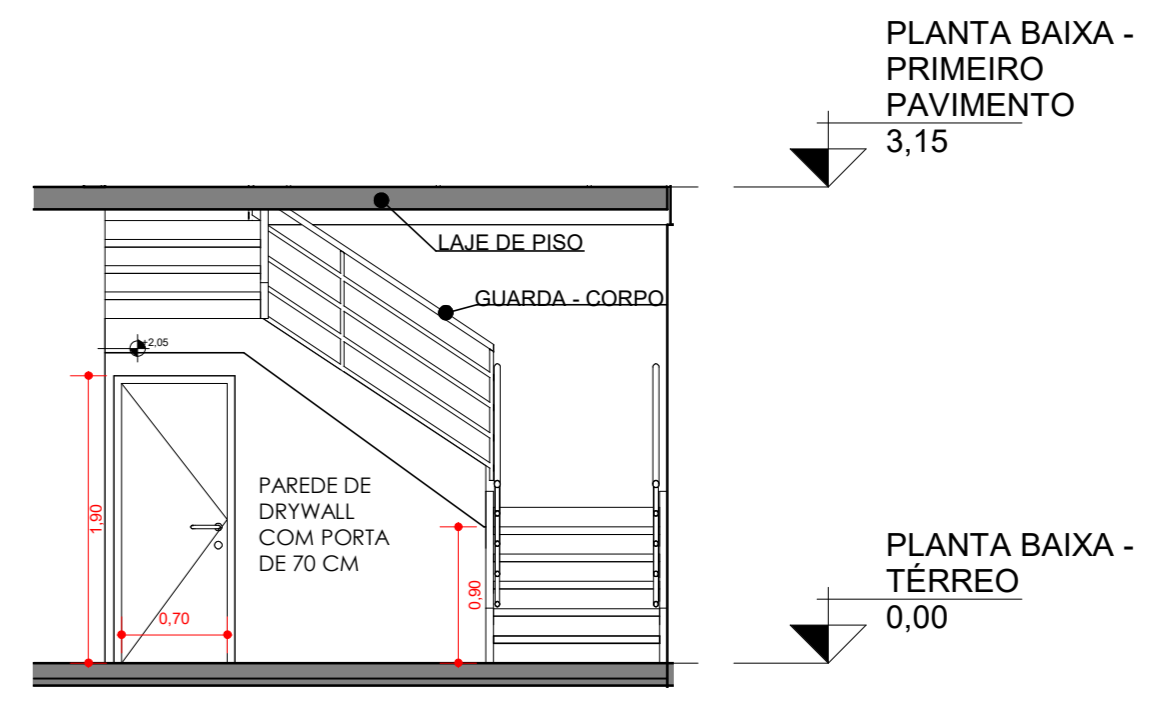 PLANTA BAIXA -
PRIMEIRO
PAVIMENTO
3,15
LAJE DE PISO
GUARDA - CORPO
+2,05
PAREDE DE
DRYWALL
COM PORTA
DE 70 CM
1,90
0,70
0,90
PLANTA BAIXA -
TÉRREO
0,00